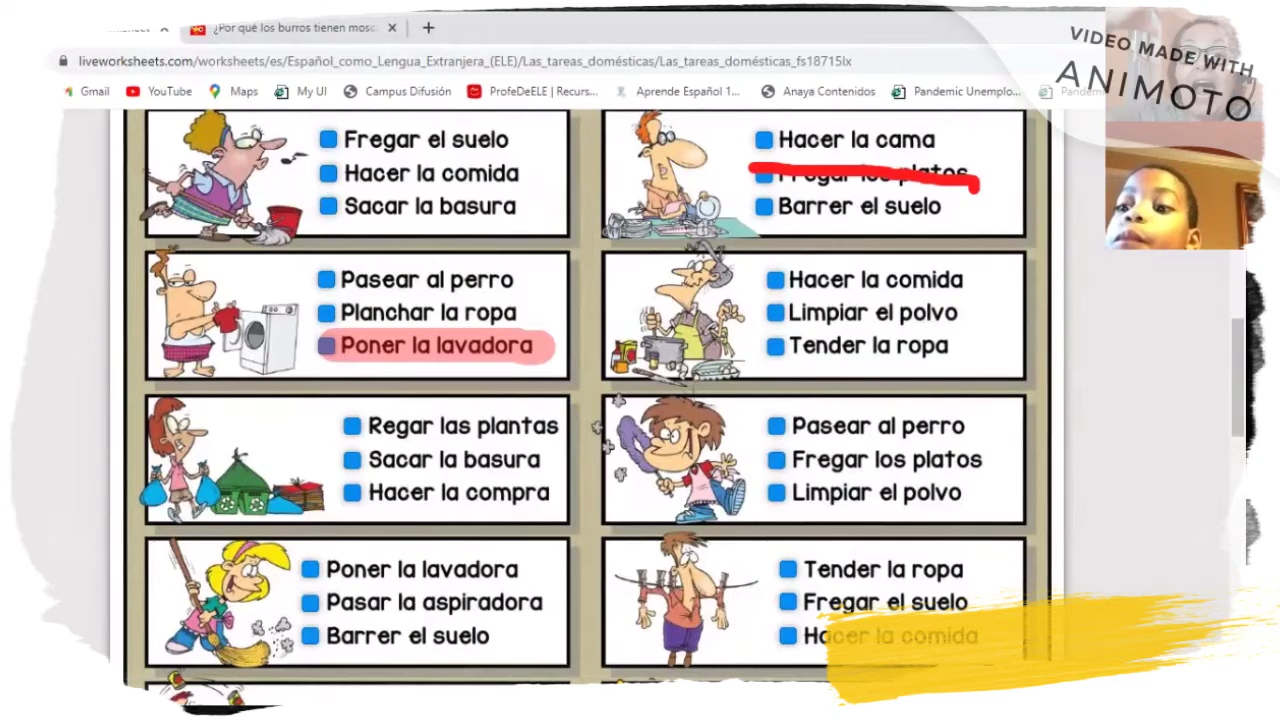 ¿Por qué los burros tienen mosc
liveworksheets.com/worksheets/es/Español_como_Lengua_Extranjera_(ELE)/Las_tareas_domésticas/Las_tareas_domésticas_fs18715lx
Gmail YouTube Maps My UI Campus Difusión ProfeDeELE | Recurs... Aprende Español 1... Anaya Contenidos Pandemic Unemplo... Pandemi
VIDEO MADE WITH
ANIMOTO
Fregar el suelo
Hacer la comida
Sacar la basura
Hacer la cama
Fregar los platos
Barrer el suelo
Pasear al perro
Planchar la ropa
Poner la lavadora
Hacer la comida
Limpiar el polvo
Tender la ropa
Regar las plantas
Sacar la basura
Hacer la compra
Pasear al perro
Fregar los platos
Limpiar el polvo
Poner la lavadora
Pasar la aspiradora
Barrer el suelo
Tender la ropa
Fregar el suelo
Hacer la comida